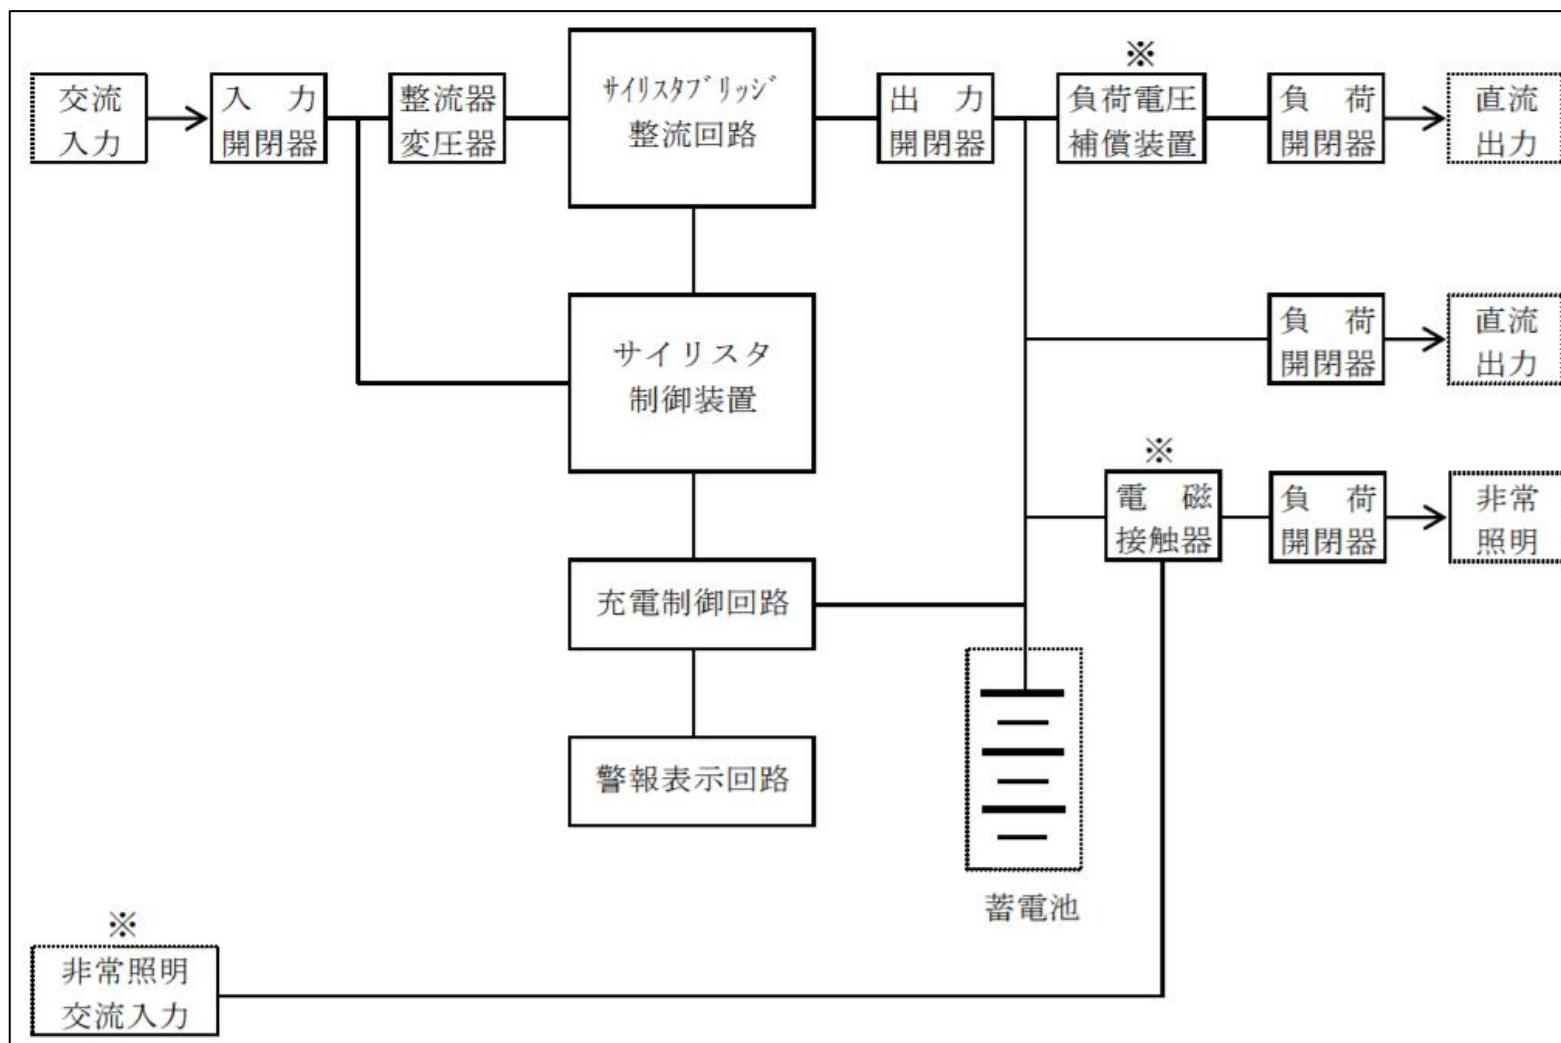 ※
交流
入力
入　力
開閉器
整流器
変圧器
ｻｲﾘｽﾀﾌﾞﾘｯｼﾞ
整流回路
出　力
開閉器
負荷電圧
補償装置
負　荷
開閉器
直流
出力
サイリスタ
制御装置
負　荷
開閉器
直流
出力
※
電　磁
接触器
負　荷
開閉器
非常
照明
充電制御回路
警報表示回路
蓄電池
※
非常照明
交流入力